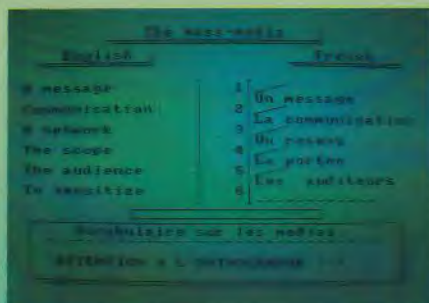 The mass-media
English French
A message 1 Un message
Communication 2 La communication
A network 3 Un reseau
The scope 4 La portee
The audience 5 Les auditeurs
To sensitize 6
Vocabulaire sur les medias
ATTENTION A L'ORTHOGRAPHE !!!